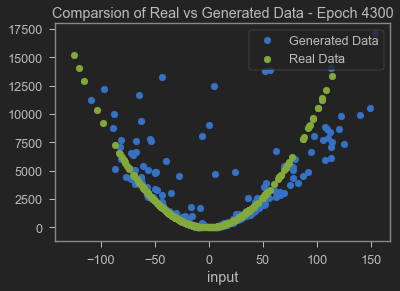 Comparsion of Real vs Generated Data - Epoch 4300
17500
15000
12500
10000
7500
5000
2500
0
Generated Data
Real Data
−100 −50 0 50 100 150
input